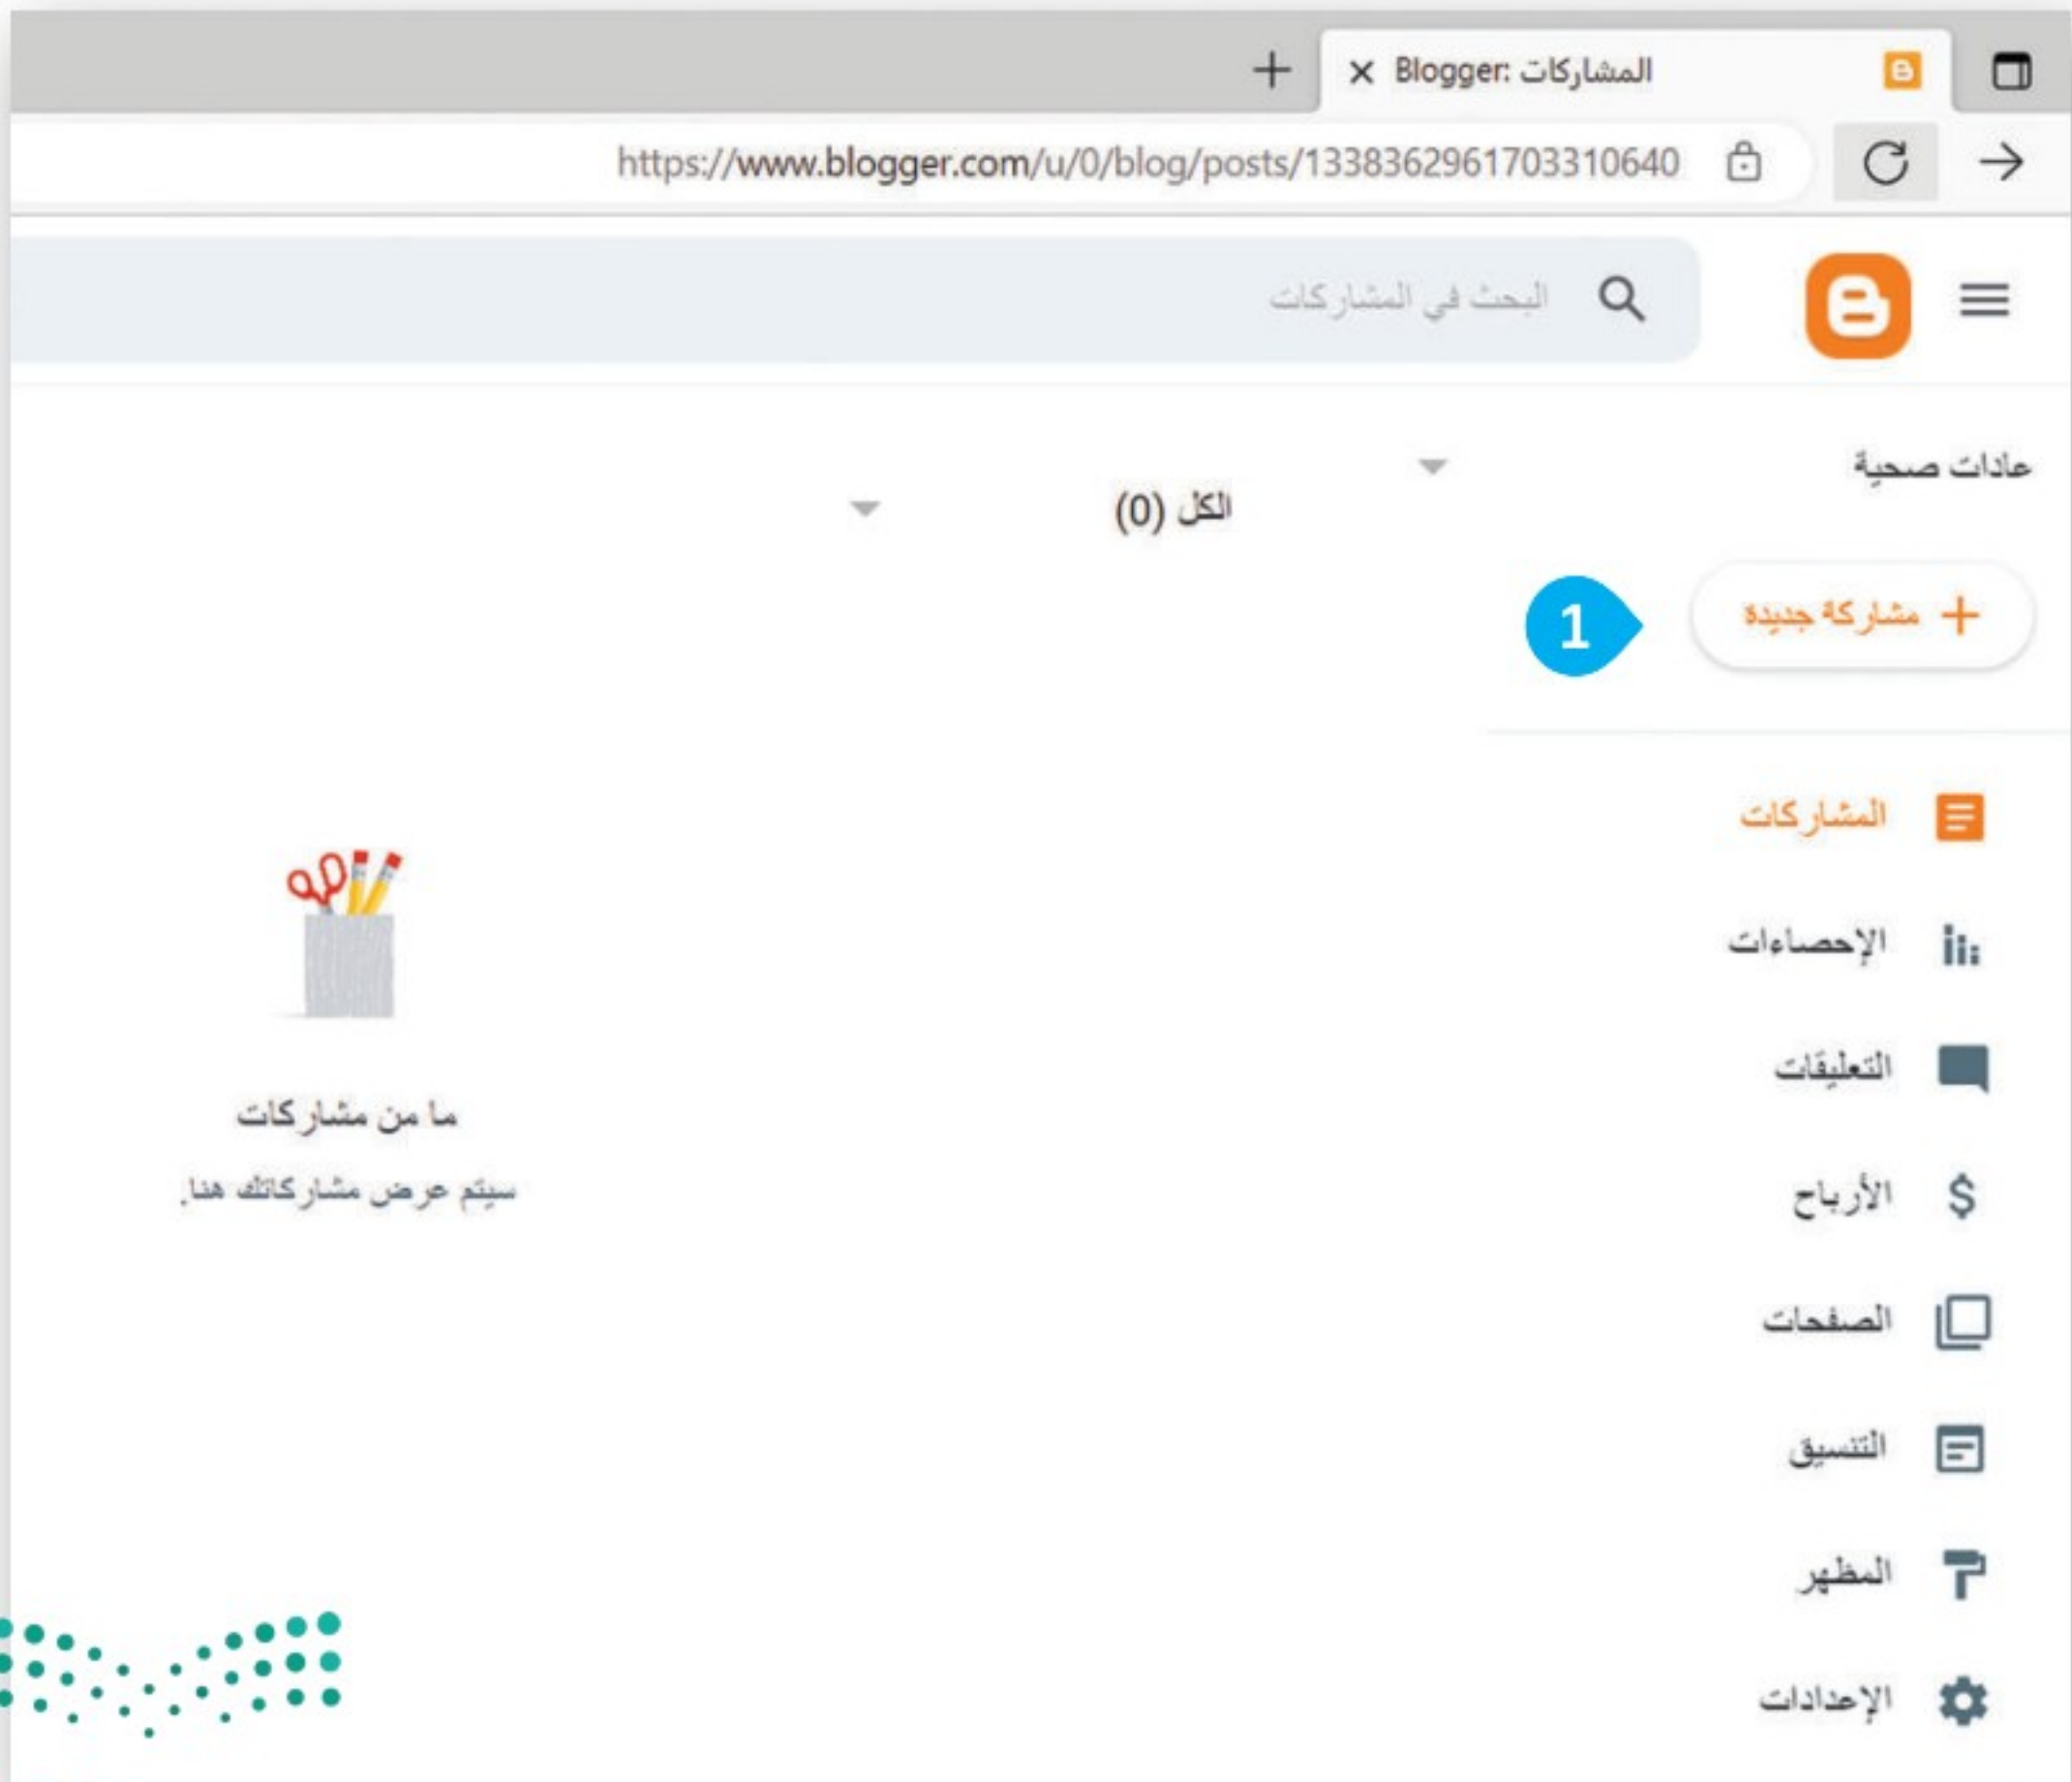 Blogger: المشاركات
https://www.blogger.com/u/0/blog/posts/1338362961703310640
البحث في المشاركات
عادات صحية
الكل (0)
مشاركة جديدة
1
المشاركات
الإحصاءات
التعليقات
ما من مشاركات
سيتم عرض مشاركاتك هنا.
الأرباح
الصفحات
التنسيق
المظهر
الإعدادات